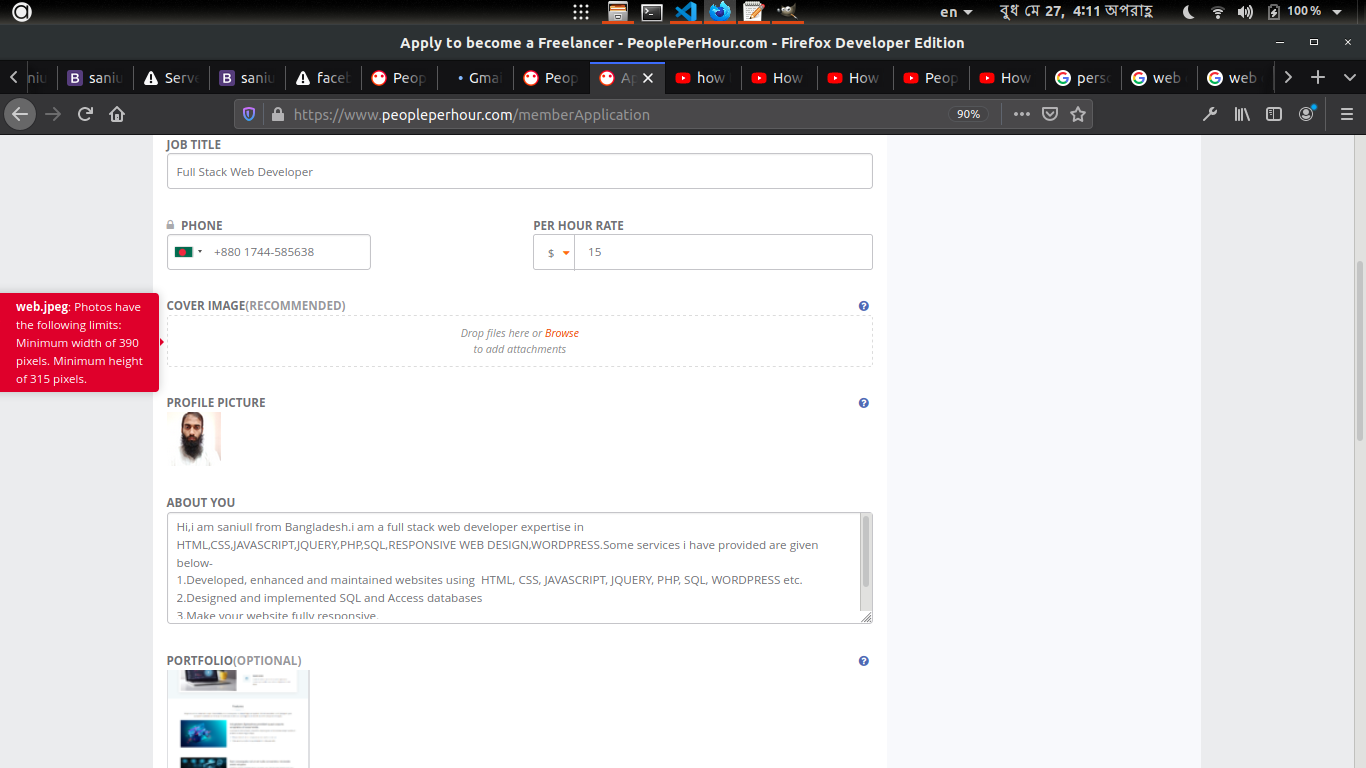 en
বুধ মে 27, 4:11 অপরাহ্ণ
100 %
Apply to become a Freelancer - PeoplePerHour.com - Firefox Developer Edition
saniu
Serve
saniu
faceb
Peop
Gmai
Peop
Ap
how
How
How
Peop
How
perso
web
web
https://www.peopleperhour.com/memberApplication
90%
JOB TITLE
Full Stack Web Developer
PHONE
PER HOUR RATE
+880 1744-585638
$
15
web.jpeg: Photos have
the following limits:
Minimum width of 390
pixels. Minimum height
of 315 pixels.
COVER IMAGE(RECOMMENDED)
Drop files here or Browse
to add attachments
PROFILE PICTURE
ABOUT YOU
Hi,i am saniull from Bangladesh.i am a full stack web developer expertise in
HTML,CSS,JAVASCRIPT,JQUERY,PHP,SQL,RESPONSIVE WEB DESIGN,WORDPRESS.Some services i have provided are given
below-
1.Developed, enhanced and maintained websites using  HTML, CSS, JAVASCRIPT, JQUERY, PHP, SQL, WORDPRESS etc.
2.Designed and implemented SQL and Access databases
3.Make your website fully responsive.
PORTFOLIO(OPTIONAL)